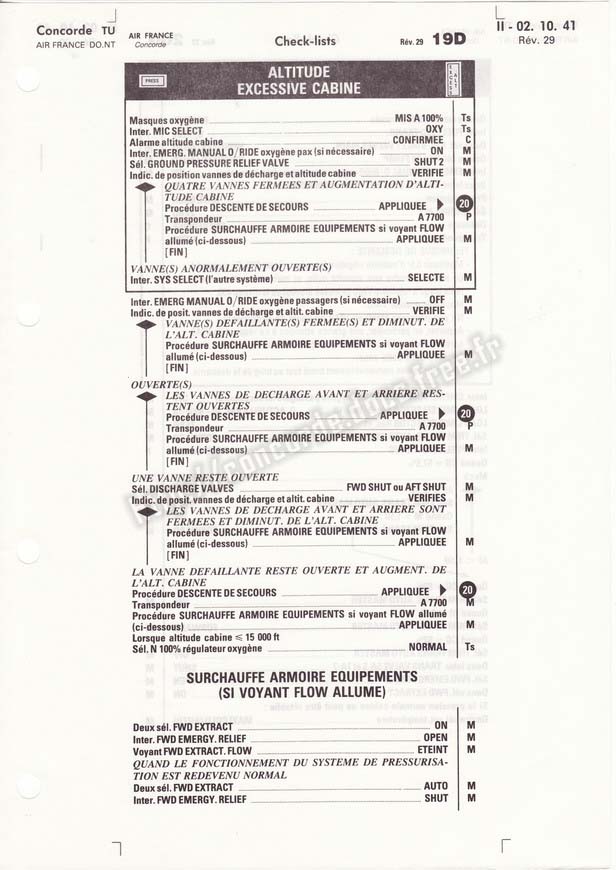 Concorde TU
AIR FRANCE DO.NT
AIR FRANCE
Concorde
Check-lists
Rév. 29 19D
II - 02. 10. 41
Rév. 29
PRESS
ALTITUDE
EXCESSIVE CABINE
EXCESS ALT
Masques oxygène MIS A 100% Ts
Inter. MIC SELECT OXY Ts
Alarme altitude cabine CONFIRMEE C
Inter. EMERG. MANUAL O/RIDE oxygène pax (si nécessaire) ON M
Sél. GROUND PRESSURE RELIEF VALVE SHUT 2 M
Indic. de position vannes de décharge et altitude cabine VERIFIE M
QUATRE VANNES FERMEES ET AUGMENTATION D'ALTI-
TUDE CABINE
Procédure DESCENTE DE SECOURS APPLIQUEE 20
Transpondeur A 7700 P
Procédure SURCHAUFFE ARMOIRE EQUIPEMENTS si voyant FLOW
allumé (ci-dessous) APPLIQUEE M
[FIN]
VANNE(S) ANORMALEMENT OUVERTE(S)
Inter. SYS SELECT (l'autre système) SELECTE M
Inter. EMERG MANUAL O/RIDE oxygène passagers (si nécessaire) OFF M
Indic. de pos. vannes de décharge et altit. cabine VERIFIE M
VANNE(S) DEFAILLANTE(S) FERMEE(S) ET DIMINUT. DE
L'ALT. CABINE
Procédure SURCHAUFFE ARMOIRE EQUIPEMENTS si voyant FLOW
allumé (ci-dessous) APPLIQUEE M
[FIN]
OUVERTE(S)
LES VANNES DE DECHARGE AVANT ET ARRIERE RES-
TENT OUVERTES
Procédure DESCENTE DE SECOURS APPLIQUEE 20
Transpondeur A 7700 P
Procédure SURCHAUFFE ARMOIRE EQUIPEMENTS si voyant FLOW
allumé (ci-dessous) APPLIQUEE M
[FIN]
UNE VANNE RESTE OUVERTE
Sél. DISCHARGE VALVES FWD SHUT ou AFT SHUT M
Indic. de posit. vannes de décharge et altit. cabine VERIFIES M
LES VANNES DE DECHARGE AVANT ET ARRIERE SONT
FERMEES ET DIMINUT. DE L'ALT. CABINE
Procédure SURCHAUFFE ARMOIRE EQUIPEMENTS si voyant FLOW
allumé (ci-dessous) APPLIQUEE M
[FIN]
LA VANNE DEFAILLANTE RESTE OUVERTE ET AUGMENT. DE
L'ALT. CABINE
Procédure DESCENTE DE SECOURS APPLIQUEE 20
Transpondeur A 7700 M
Procédure SURCHAUFFE ARMOIRE EQUIPEMENTS si voyant FLOW allumé
(ci-dessous) APPLIQUEE M
Lorsque altitude cabine ⩽ 15 000 ft
Sél. N 100% régulateur oxygène NORMAL Ts
SURCHAUFFE ARMOIRE EQUIPEMENTS
(SI VOYANT FLOW ALLUME)
Deux sél. FWD EXTRACT ON M
Inter. FWD EMERGY. RELIEF OPEN M
Voyant FWD EXTRACT. FLOW ETEINT M
QUAND LE FONCTIONNEMENT DU SYSTEME DE PRESSURISA-
TION EST REDEVENU NORMAL
Deux sél. FWD EXTRACT AUTO M
Inter. FWD EMERGY. RELIEF SHUT M